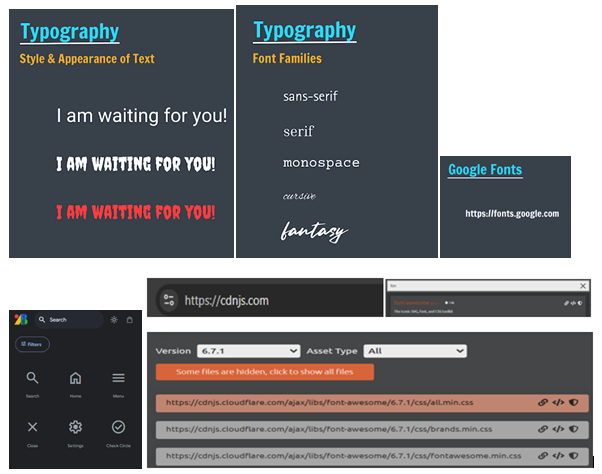 Typography
Style & Appearance of Text
I am waiting for you!
I AM WAITING FOR YOU!
I AM WAITING FOR YOU!
Typography
Font Families
sans-serif
serif
monospace
cursive
fantasy
Google Fonts
https://fonts.google.com
Search
Filters
Search
Home
Menu
Close
Settings
Check Circle
https://cdnjs.com
Version
6.7.1
Asset Type
All
Some files are hidden, click to show all files
https://cdnjs.cloudflare.com/ajax/libs/font-awesome/6.7.1/css/all.min.css
https://cdnjs.cloudflare.com/ajax/libs/font-awesome/6.7.1/css/brands.min.css
https://cdnjs.cloudflare.com/ajax/libs/font-awesome/6.7.1/css/fontawesome.min.css